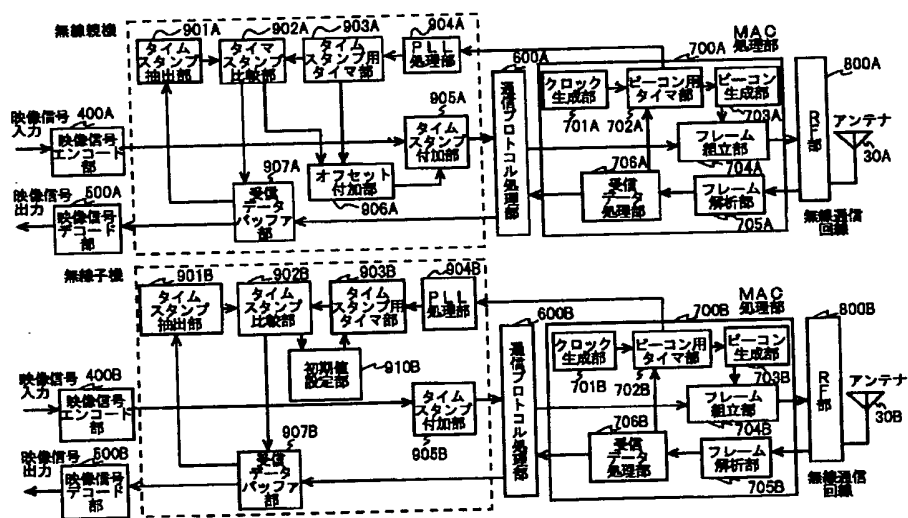 無線親機
901A
タイム
スタンプ
抽出部
902A
タイマ
スタンプ
比較部
903A
タイム
スタンプ用
タイマ部
904A
PLL
処理部
905A
タイム
スタンプ
付加部
映像信号
入力
400A
映像信号
エンコード
部
映像信号
出力
500A
映像信号
デコード
部
907A
受信
データ
バッファ
部
オフセット
付加部
906A
600A
通信プロトコル処理部
700A
MAC
処理部
クロック
生成部
701A
ビーコン用
タイマ部
702A
ビーコン
生成部
703A
フレーム
組立部
704A
706A
受信
データ
処理部
フレーム
解析部
705A
800A
RF部
アンテナ
30A
無線通信
回線
無線子機
901B
タイム
スタンプ
抽出部
902B
タイム
スタンプ
比較部
903B
タイム
スタンプ用
タイマ部
904B
PLL
処理部
初期値
設定部
910B
タイム
スタンプ
付加部
905B
映像信号
入力
400B
映像信号
エンコード
部
映像信号
出力
500B
映像信号
デコード
部
907B
受信
データ
バッファ
部
600B
通信プロトコル処理部
700B
MAC
処理部
クロック
生成部
701B
ビーコン用
タイマ部
702B
ビーコン
生成部
703B
フレーム
組立部
704B
706B
受信
データ
処理部
フレーム
解析部
705B
800B
RF部
アンテナ
30B
無線通信
回線